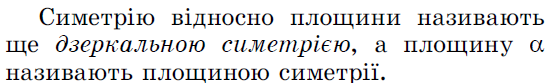 Симетрію відносно площини називають
ще дзеркальною симетрією, а площину α
називають площиною симетрії.